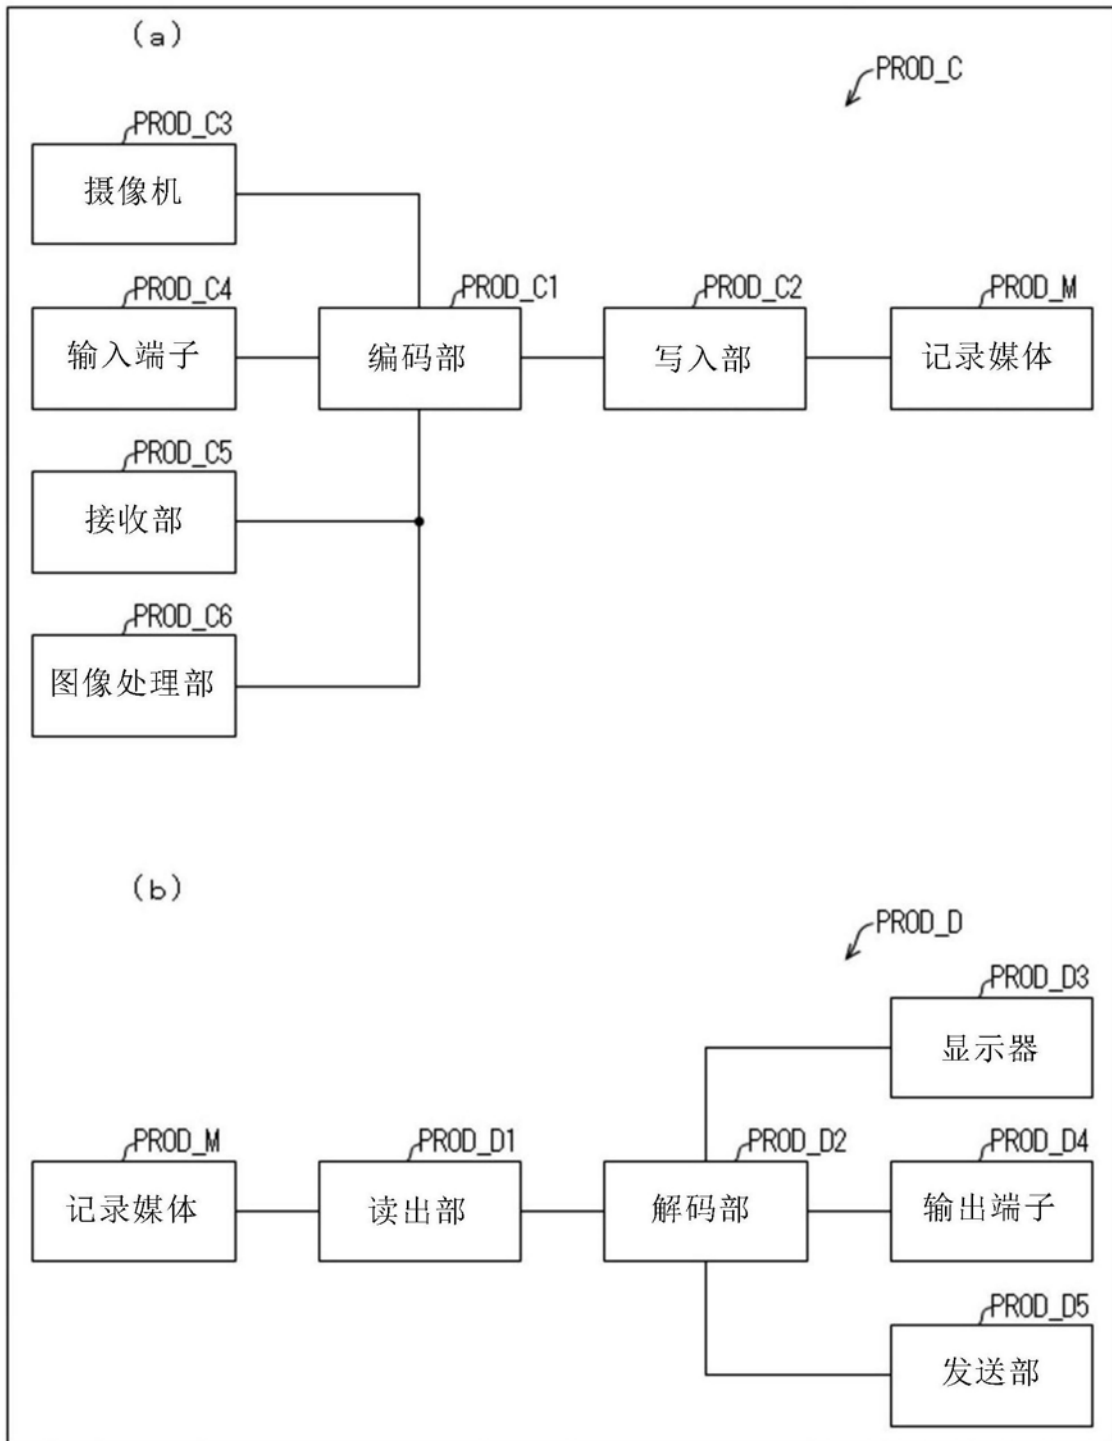 (a)
PROD_C
PROD_C3
摄像机
PROD_C4
PROD_C1
PROD_C2
PROD_M
输入端子
编码部
写入部
记录媒体
PROD_C5
接收部
PROD_C6
图像处理部
(b)
PROD_D
PROD_D3
显示器
PROD_M
PROD_D1
PROD_D2
PROD_D4
记录媒体
读出部
解码部
输出端子
PROD_D5
发送部